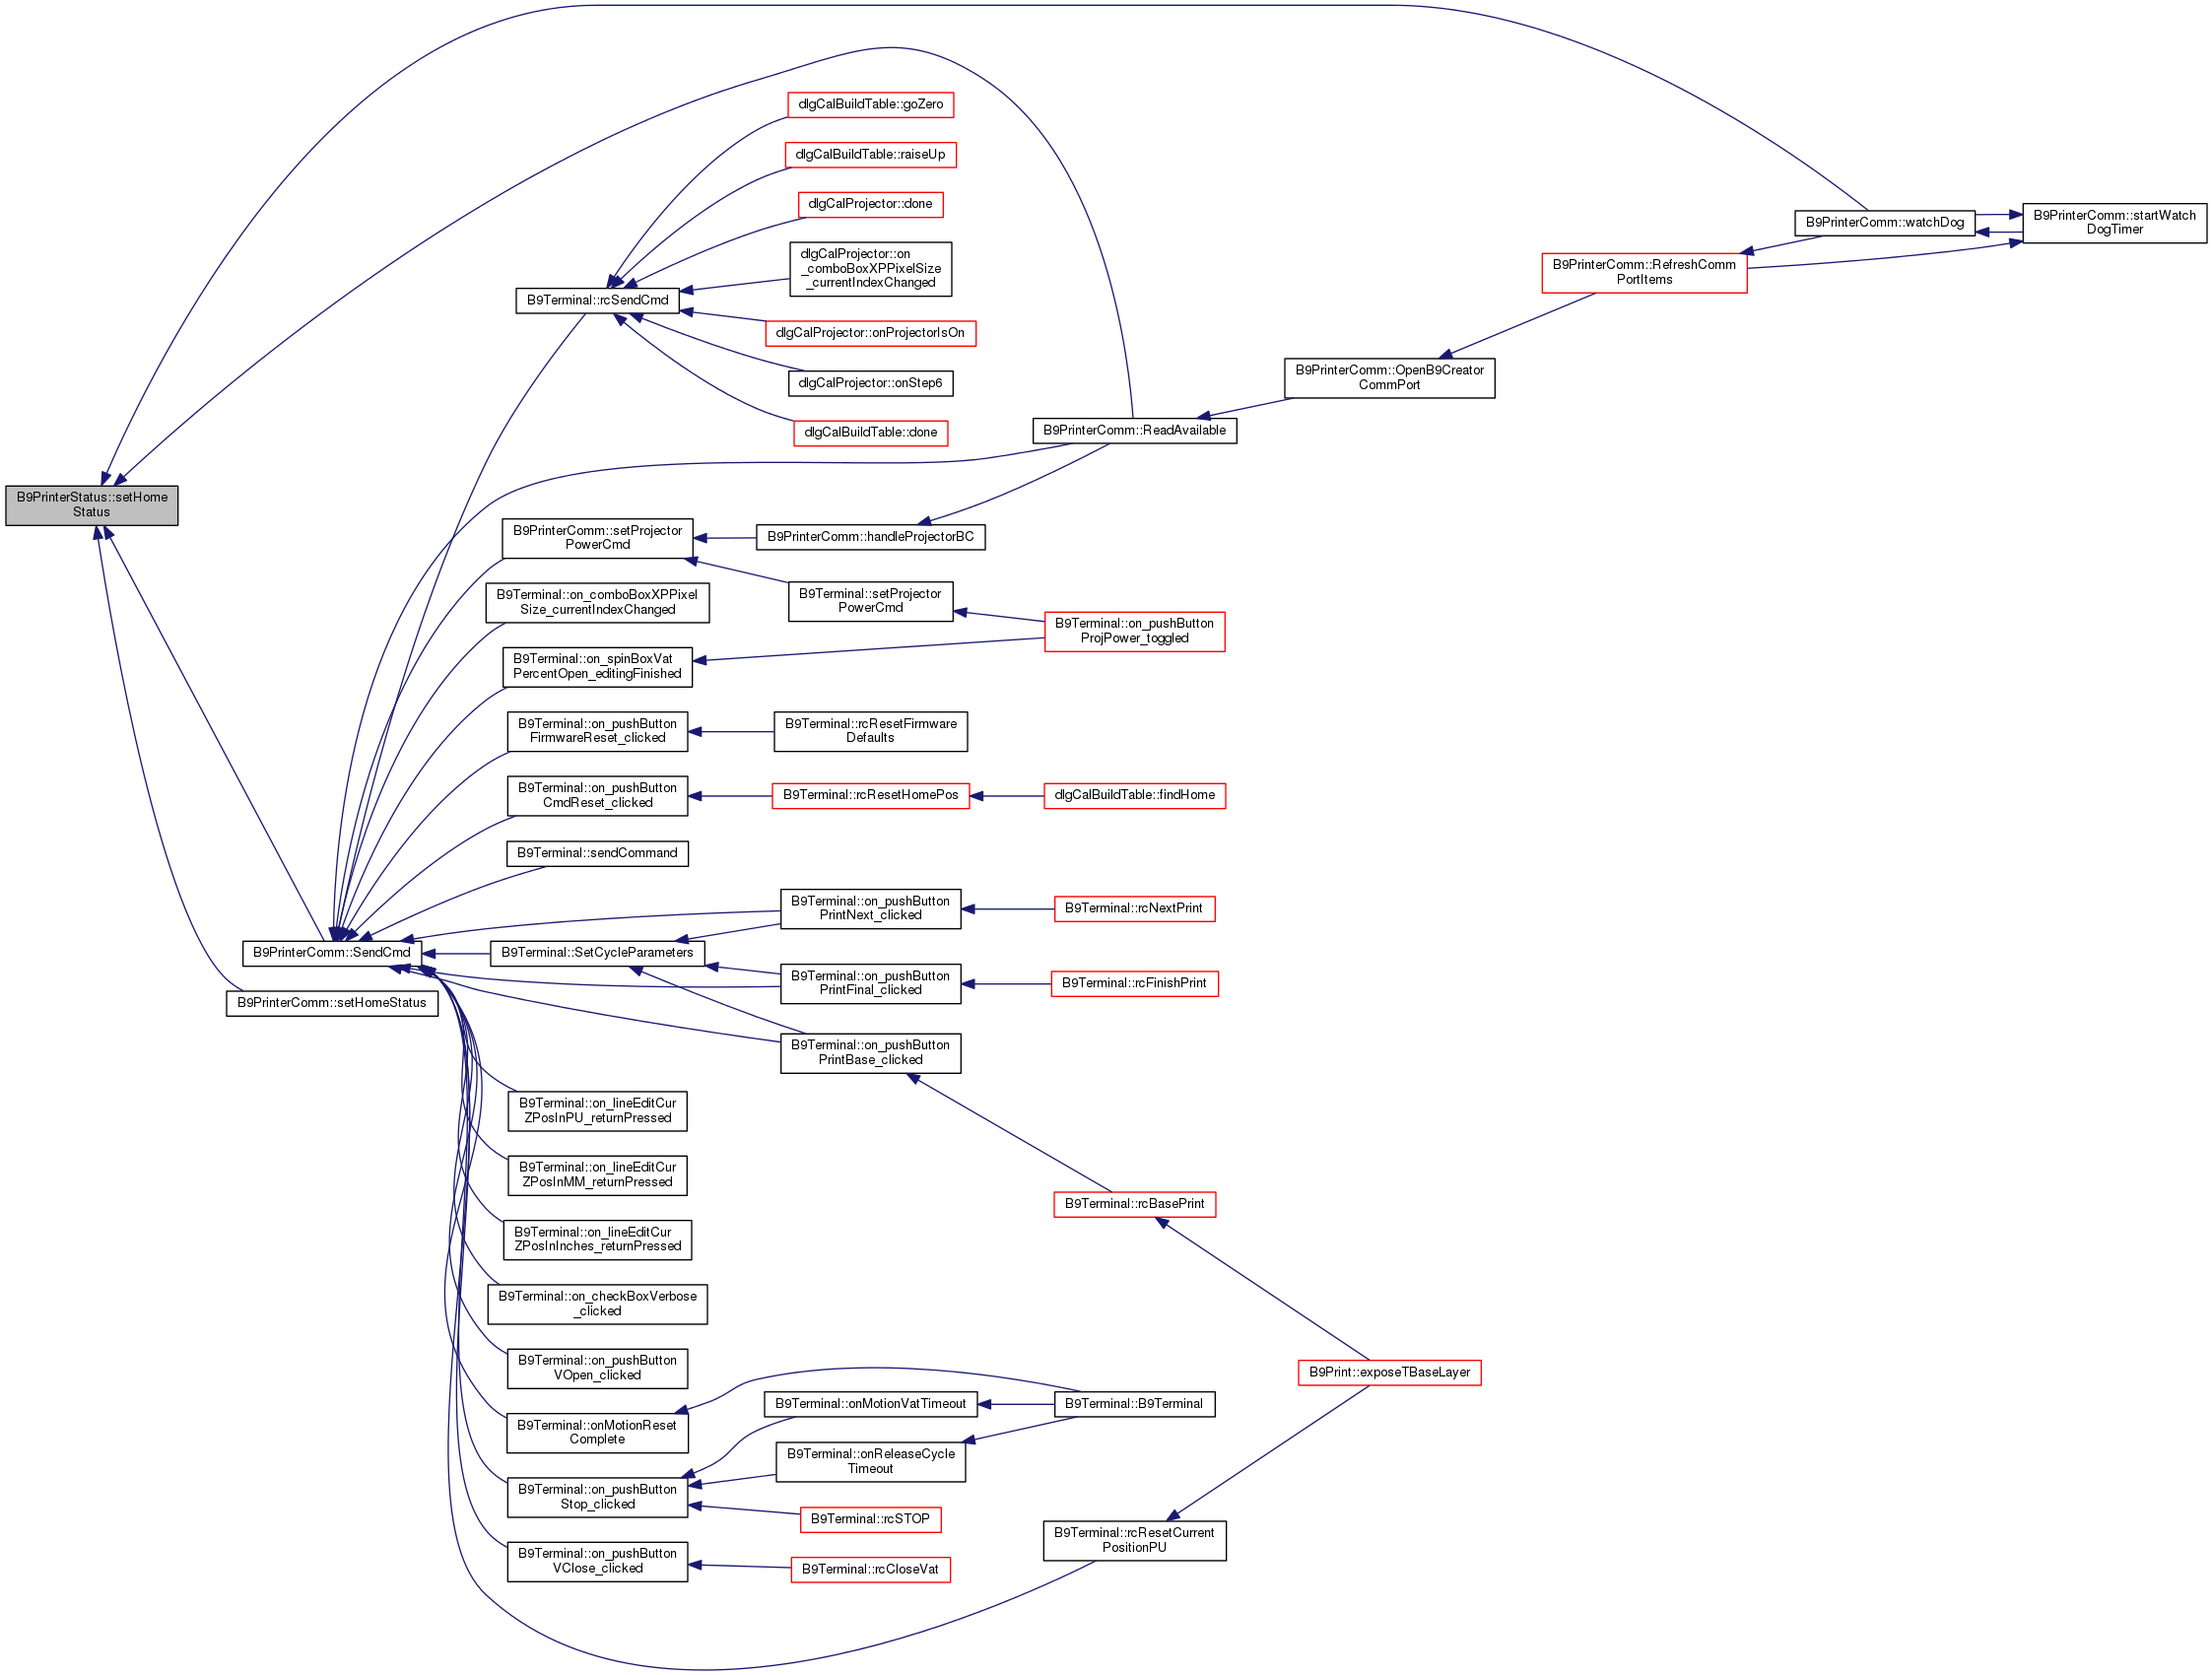 B9PrinterStatus::setHome
Status
B9PrinterComm::SendCmd
B9PrinterComm::setHomeStatus
B9Terminal::rcSendCmd
dlgCalBuildTable::goZero
dlgCalBuildTable::raiseUp
dlgCalProjector::done
dlgCalProjector::on
_comboBoxXPPixelSize
_currentIndexChanged
dlgCalProjector::onProjectorIsOn
dlgCalProjector::onStep6
dlgCalBuildTable::done
B9PrinterComm::ReadAvailable
B9PrinterComm::OpenB9Creator
CommPort
B9PrinterComm::RefreshComm
PortItems
B9PrinterComm::watchDog
B9PrinterComm::startWatch
DogTimer
B9PrinterComm::setProjector
PowerCmd
B9PrinterComm::handleProjectorBC
B9Terminal::setProjector
PowerCmd
B9Terminal::on_pushButton
ProjPower_toggled
B9Terminal::on_comboBoxXPPixel
Size_currentIndexChanged
B9Terminal::on_spinBoxVat
PercentOpen_editingFinished
B9Terminal::on_pushButton
FirmwareReset_clicked
B9Terminal::rcResetFirmware
Defaults
B9Terminal::on_pushButton
CmdReset_clicked
B9Terminal::rcResetHomePos
dlgCalBuildTable::findHome
B9Terminal::sendCommand
B9Terminal::SetCycleParameters
B9Terminal::on_pushButton
PrintNext_clicked
B9Terminal::rcNextPrint
B9Terminal::on_pushButton
PrintFinal_clicked
B9Terminal::rcFinishPrint
B9Terminal::on_pushButton
PrintBase_clicked
B9Terminal::rcBasePrint
B9Print::exposeTBaseLayer
B9Terminal::on_lineEditCur
ZPosInPU_returnPressed
B9Terminal::on_lineEditCur
ZPosInMM_returnPressed
B9Terminal::on_lineEditCur
ZPosInInches_returnPressed
B9Terminal::on_checkBoxVerbose
_clicked
B9Terminal::on_pushButton
VOpen_clicked
B9Terminal::onMotionReset
Complete
B9Terminal::onMotionVatTimeout
B9Terminal::B9Terminal
B9Terminal::onReleaseCycle
Timeout
B9Terminal::on_pushButton
Stop_clicked
B9Terminal::rcSTOP
B9Terminal::on_pushButton
VClose_clicked
B9Terminal::rcCloseVat
B9Terminal::rcResetCurrent
PositionPU